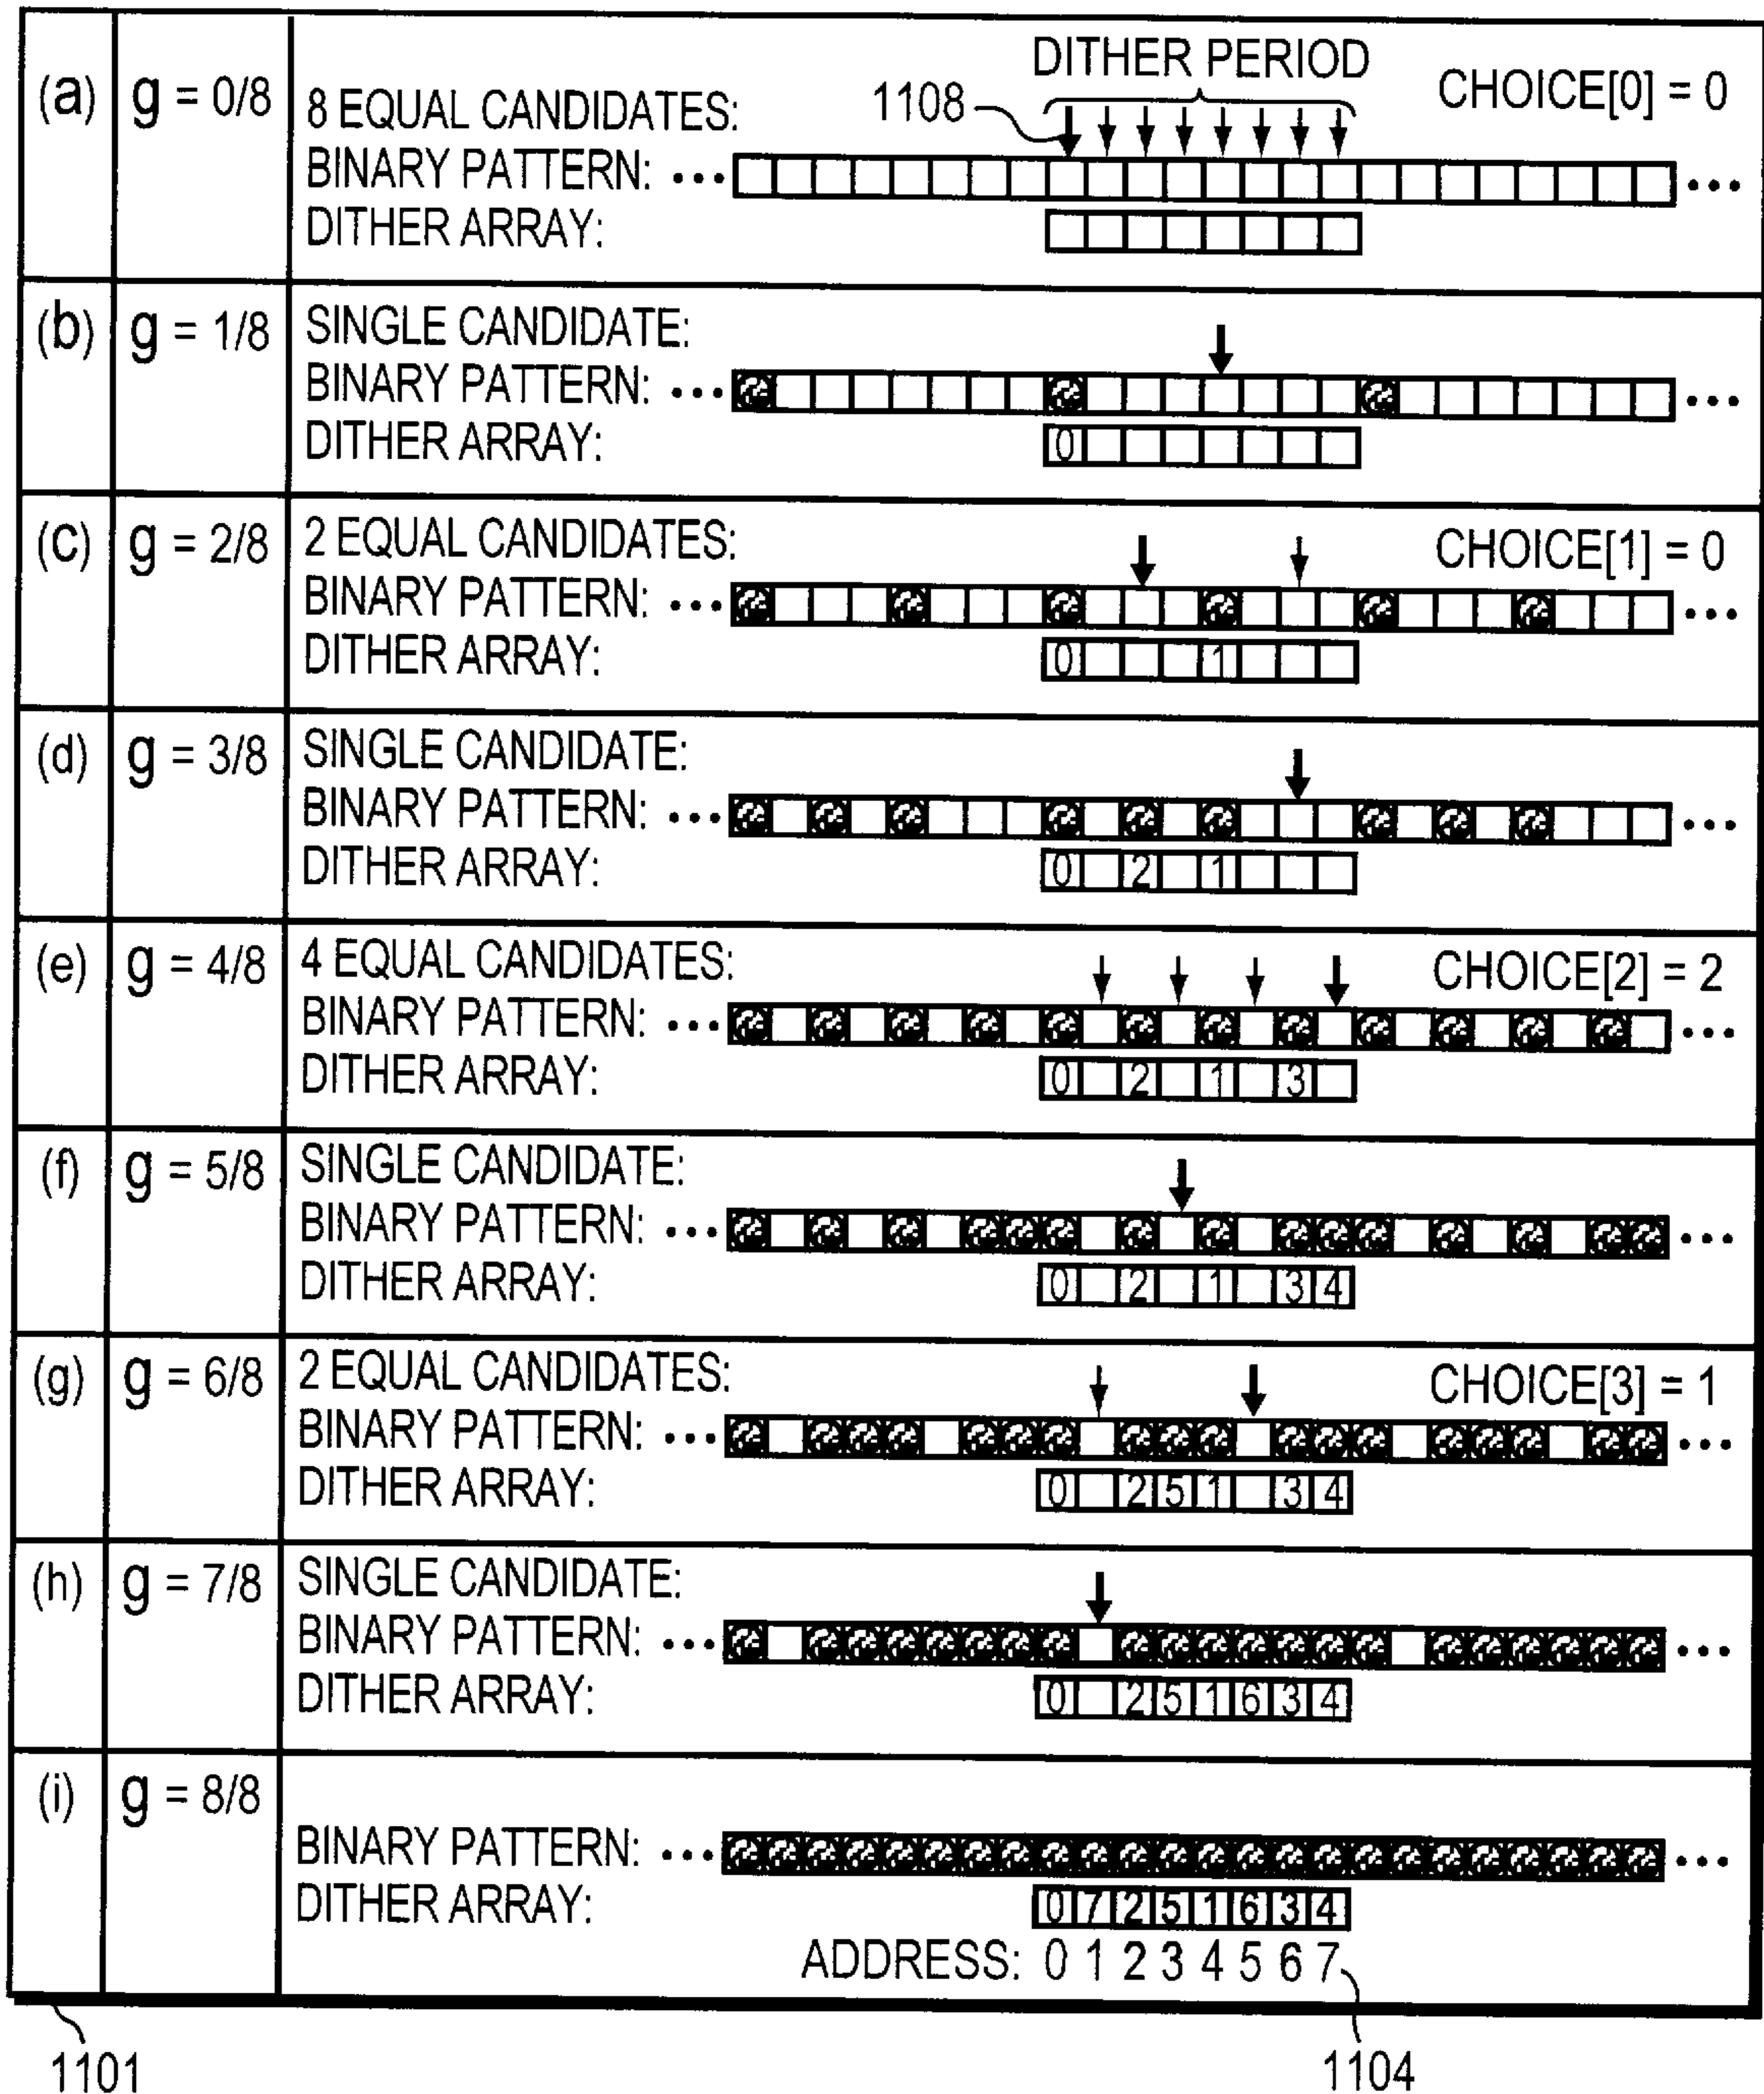 (a) g = 0/8 DITHER PERIOD CHOICE[0] = 0
1108
8 EQUAL CANDIDATES:
BINARY PATTERN: ••• •••
DITHER ARRAY:
(b) g = 1/8 SINGLE CANDIDATE:
BINARY PATTERN: ••• •••
DITHER ARRAY: 0
(c) g = 2/8 2 EQUAL CANDIDATES: CHOICE[1] = 0
BINARY PATTERN: ••• •••
DITHER ARRAY: 0 1
(d) g = 3/8 SINGLE CANDIDATE:
BINARY PATTERN: ••• •••
DITHER ARRAY: 0 2 1
(e) g = 4/8 4 EQUAL CANDIDATES: CHOICE[2] = 2
BINARY PATTERN: ••• •••
DITHER ARRAY: 0 2 1 3
(f) g = 5/8 SINGLE CANDIDATE:
BINARY PATTERN: ••• •••
DITHER ARRAY: 0 2 1 3 4
(g) g = 6/8 2 EQUAL CANDIDATES: CHOICE[3] = 1
BINARY PATTERN: ••• •••
DITHER ARRAY: 0 2 5 1 3 4
(h) g = 7/8 SINGLE CANDIDATE:
BINARY PATTERN: ••• •••
DITHER ARRAY: 0 2 5 1 6 3 4
(i) g = 8/8
BINARY PATTERN: ••• •••
DITHER ARRAY: 0 7 2 5 1 6 3 4
ADDRESS: 0 1 2 3 4 5 6 7
1101 1104